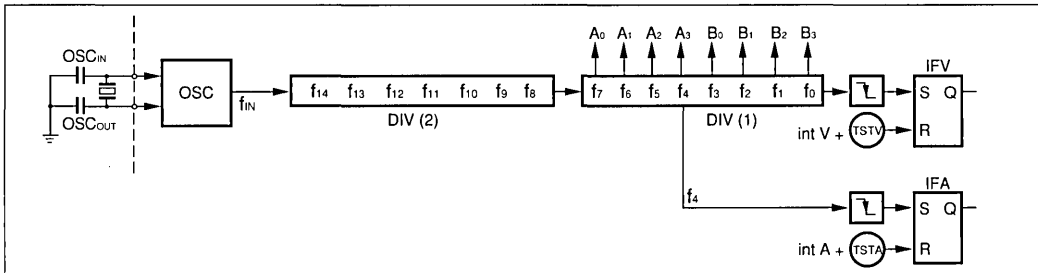 A0 A1 A2 A3 B0 B1 B2 B3
OSCIN
IFV
OSC
fIN
f14 f13 f12 f11 f10 f9 f8
f7 f6 f5 f4 f3 f2 f1 f0
S Q
OSCOUT
DIV (2)
DIV (1)
int V + TSTV R
IFA
f4
S Q
int A + TSTA R